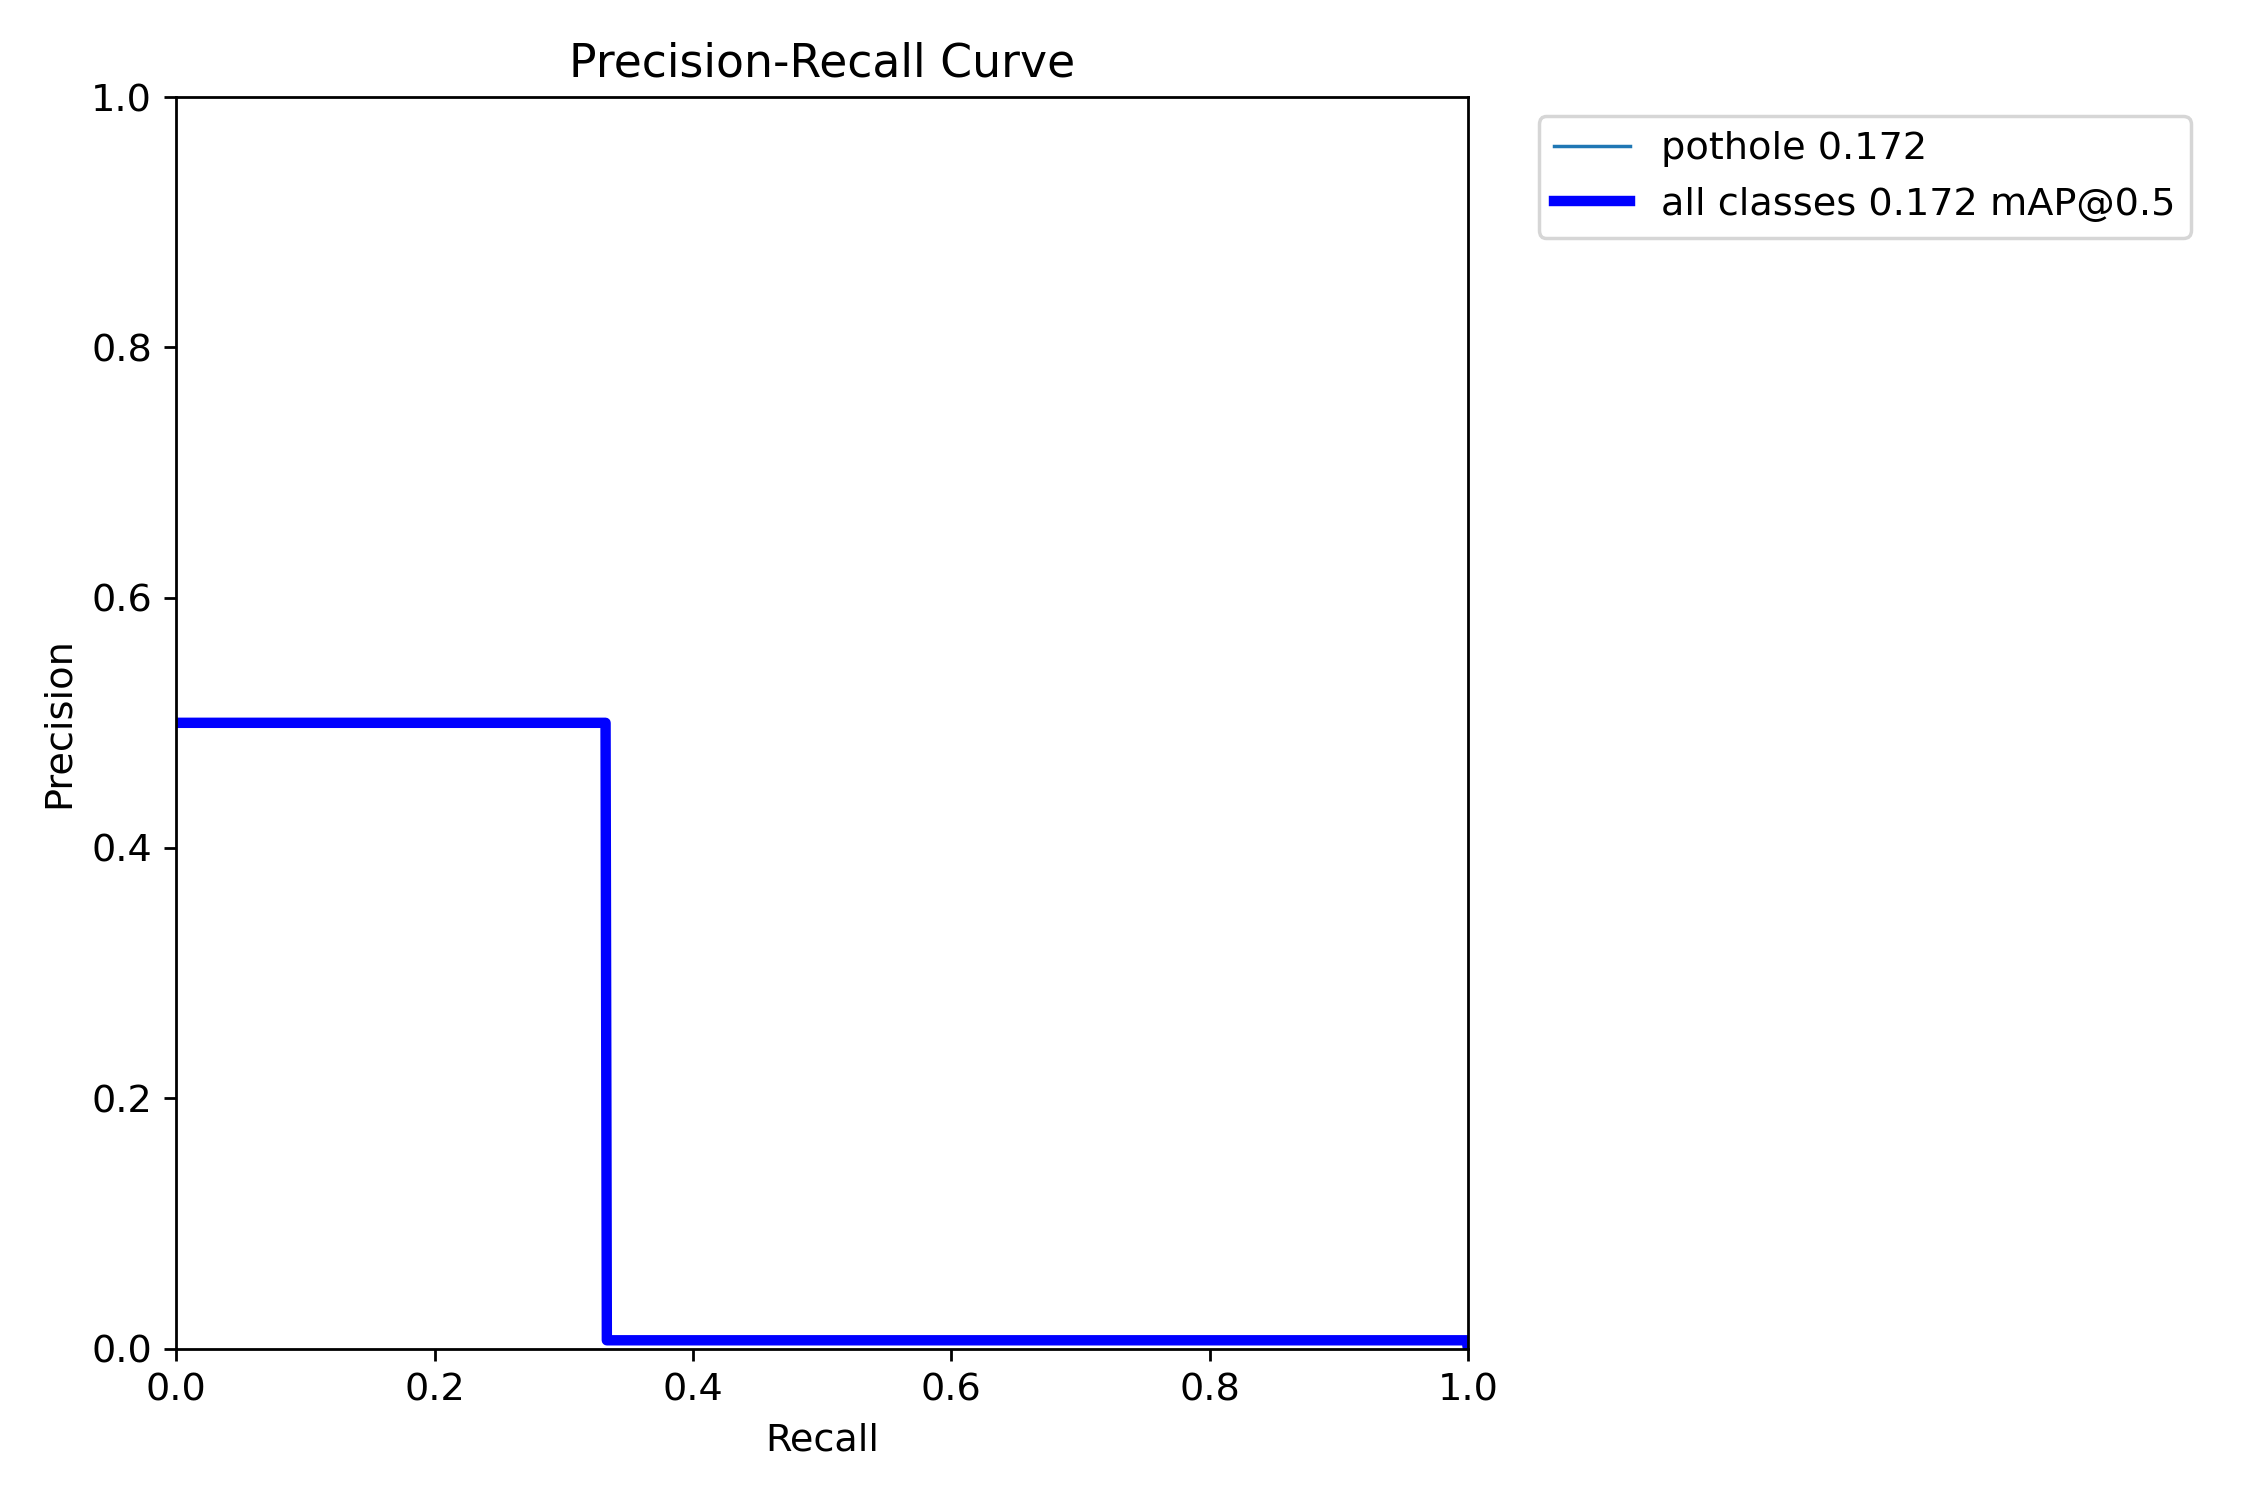 Precision-Recall Curve
1.0
0.8
0.6
0.4
0.2
0.0
Precision
0.0 0.2 0.4 0.6 0.8 1.0
Recall
pothole 0.172
all classes 0.172 mAP@0.5